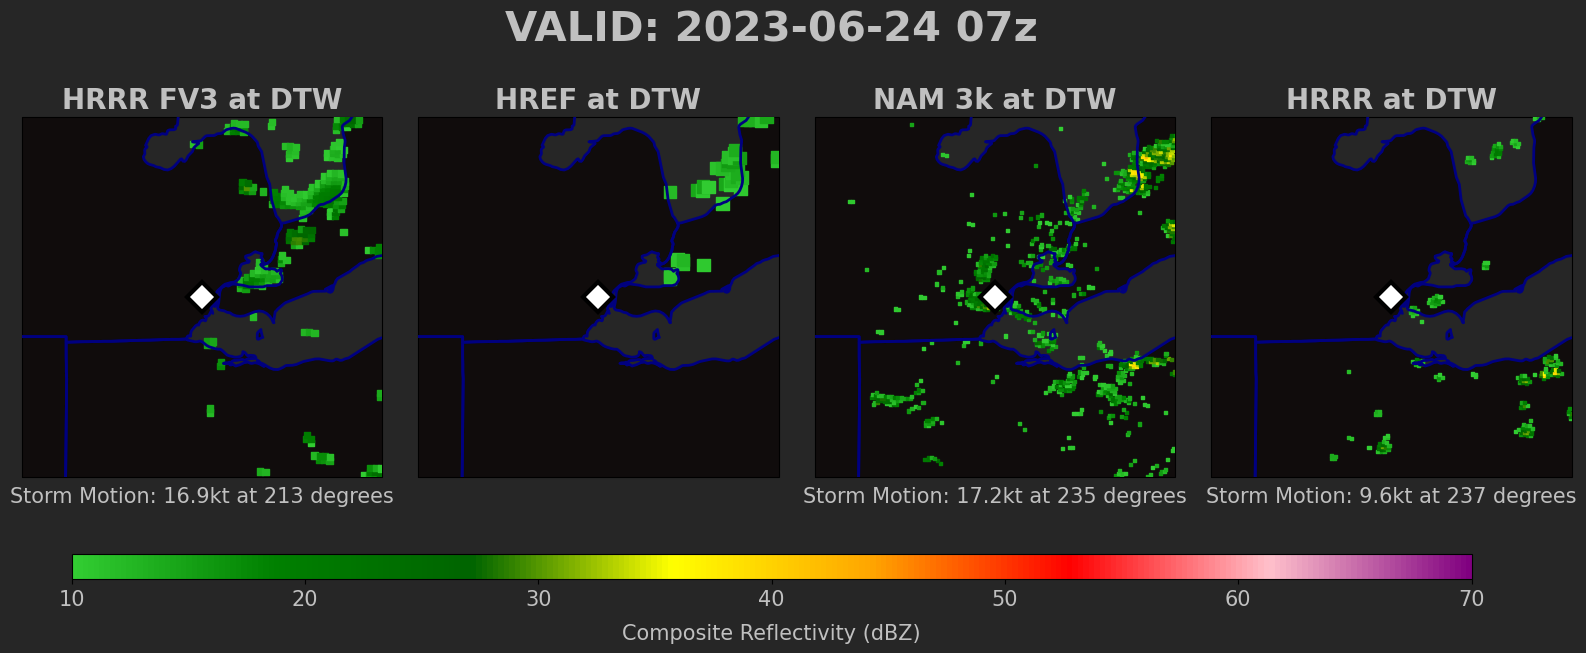 VALID: 2023-06-24 07z
HRRR FV3 at DTW
HREF at DTW
NAM 3k at DTW
HRRR at DTW
Storm Motion: 16.9kt at 213 degrees
Storm Motion: 17.2kt at 235 degrees
Storm Motion: 9.6kt at 237 degrees
10 20 30 40 50 60 70
Composite Reflectivity (dBZ)